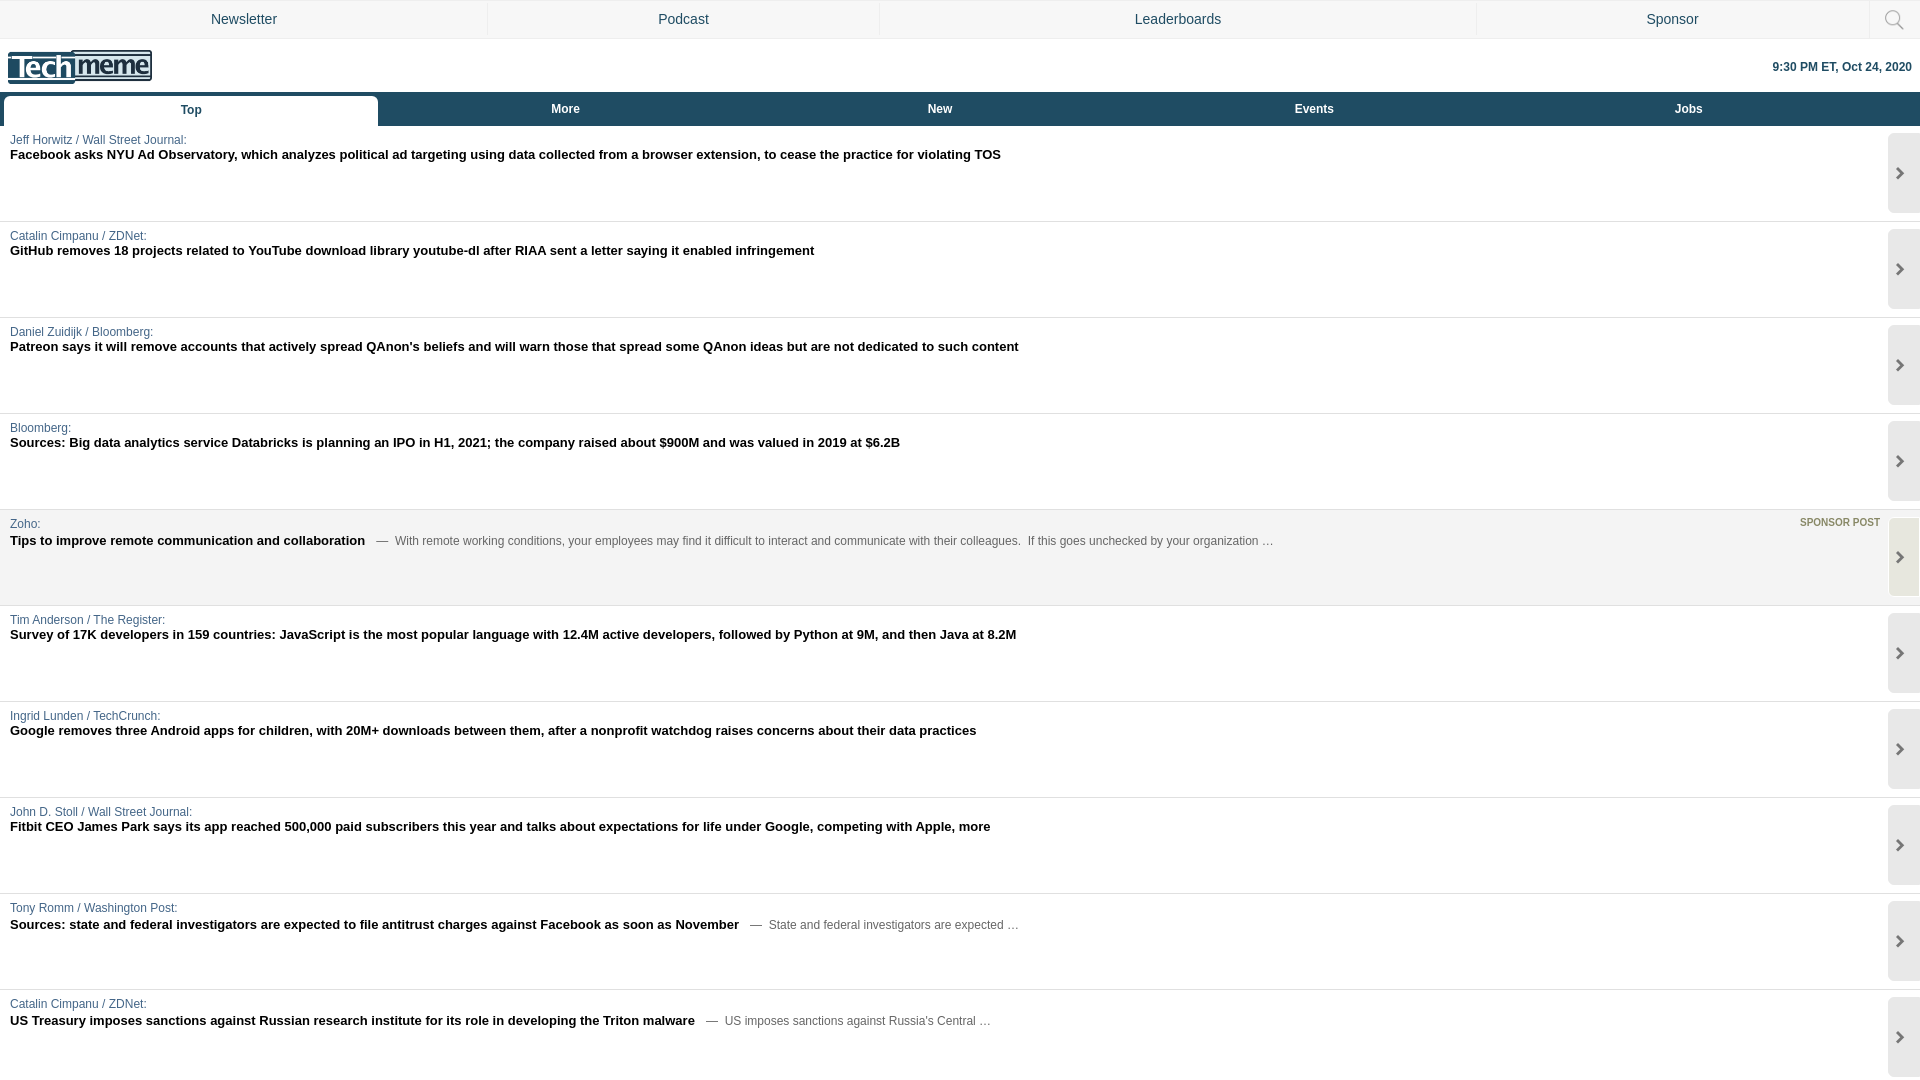 Newsletter
Podcast
Leaderboards
Sponsor
Techmeme
9:30 PM ET, Oct 24, 2020
Top
More
New
Events
Jobs
Jeff Horwitz / Wall Street Journal:
Facebook asks NYU Ad Observatory, which analyzes political ad targeting using data collected from a browser extension, to cease the practice for violating TOS
Catalin Cimpanu / ZDNet:
GitHub removes 18 projects related to YouTube download library youtube-dl after RIAA sent a letter saying it enabled infringement
Daniel Zuidijk / Bloomberg:
Patreon says it will remove accounts that actively spread QAnon's beliefs and will warn those that spread some QAnon ideas but are not dedicated to such content
Bloomberg:
Sources: Big data analytics service Databricks is planning an IPO in H1, 2021; the company raised about $900M and was valued in 2019 at $6.2B
Zoho:
SPONSOR POST
Tips to improve remote communication and collaboration — With remote working conditions, your employees may find it difficult to interact and communicate with their colleagues. If this goes unchecked by your organization …
Tim Anderson / The Register:
Survey of 17K developers in 159 countries: JavaScript is the most popular language with 12.4M active developers, followed by Python at 9M, and then Java at 8.2M
Ingrid Lunden / TechCrunch:
Google removes three Android apps for children, with 20M+ downloads between them, after a nonprofit watchdog raises concerns about their data practices
John D. Stoll / Wall Street Journal:
Fitbit CEO James Park says its app reached 500,000 paid subscribers this year and talks about expectations for life under Google, competing with Apple, more
Tony Romm / Washington Post:
Sources: state and federal investigators are expected to file antitrust charges against Facebook as soon as November — State and federal investigators are expected …
Catalin Cimpanu / ZDNet:
US Treasury imposes sanctions against Russian research institute for its role in developing the Triton malware — US imposes sanctions against Russia's Central …